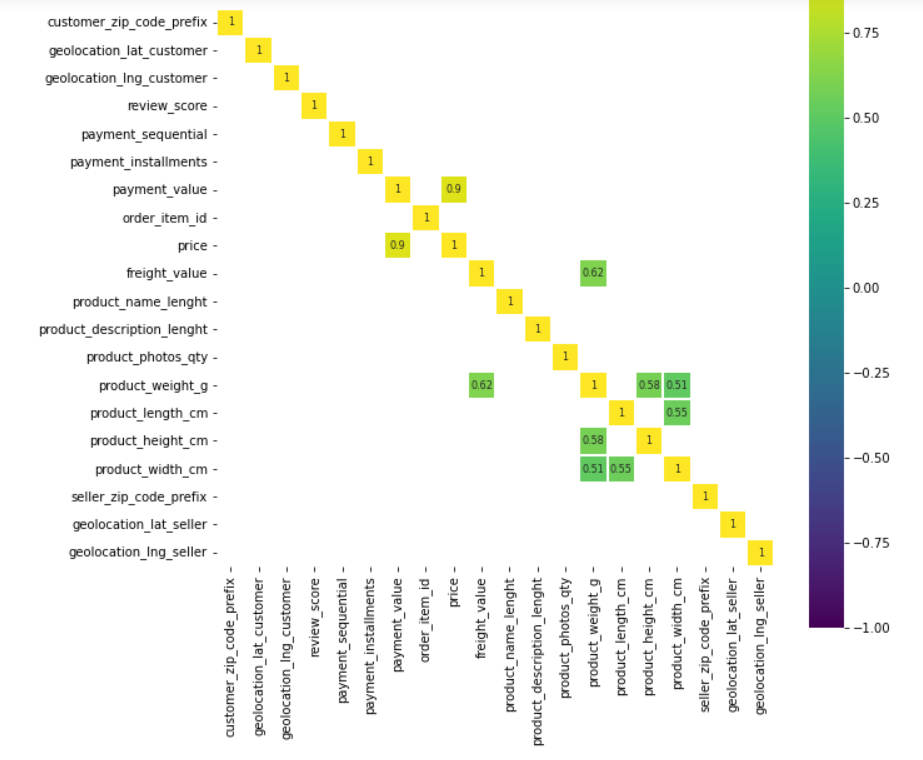 customer_zip_code_prefix - 1
geolocation_lat_customer - 1
geolocation_lng_customer - 1
review_score - 1
payment_sequential - 1
payment_installments - 1
payment_value - 1 0.9
order_item_id - 1
price - 0.9 1
freight_value - 1 0.62
product_name_lenght - 1
product_description_lenght - 1
product_photos_qty - 1
product_weight_g - 0.62 1 0.58 0.51
product_length_cm - 1 0.55
product_height_cm - 0.58 1
product_width_cm - 0.51 0.55 1
seller_zip_code_prefix - 1
geolocation_lat_seller - 1
geolocation_lng_seller - 1
customer_zip_code_prefix -
geolocation_lat_customer -
geolocation_lng_customer -
review_score -
payment_sequential -
payment_installments -
payment_value -
order_item_id -
price -
freight_value -
product_name_lenght -
product_description_lenght -
product_photos_qty -
product_weight_g -
product_length_cm -
product_height_cm -
product_width_cm -
seller_zip_code_prefix -
geolocation_lat_seller -
geolocation_lng_seller -
0.75
0.50
0.25
0.00
−0.25
−0.50
−0.75
−1.00